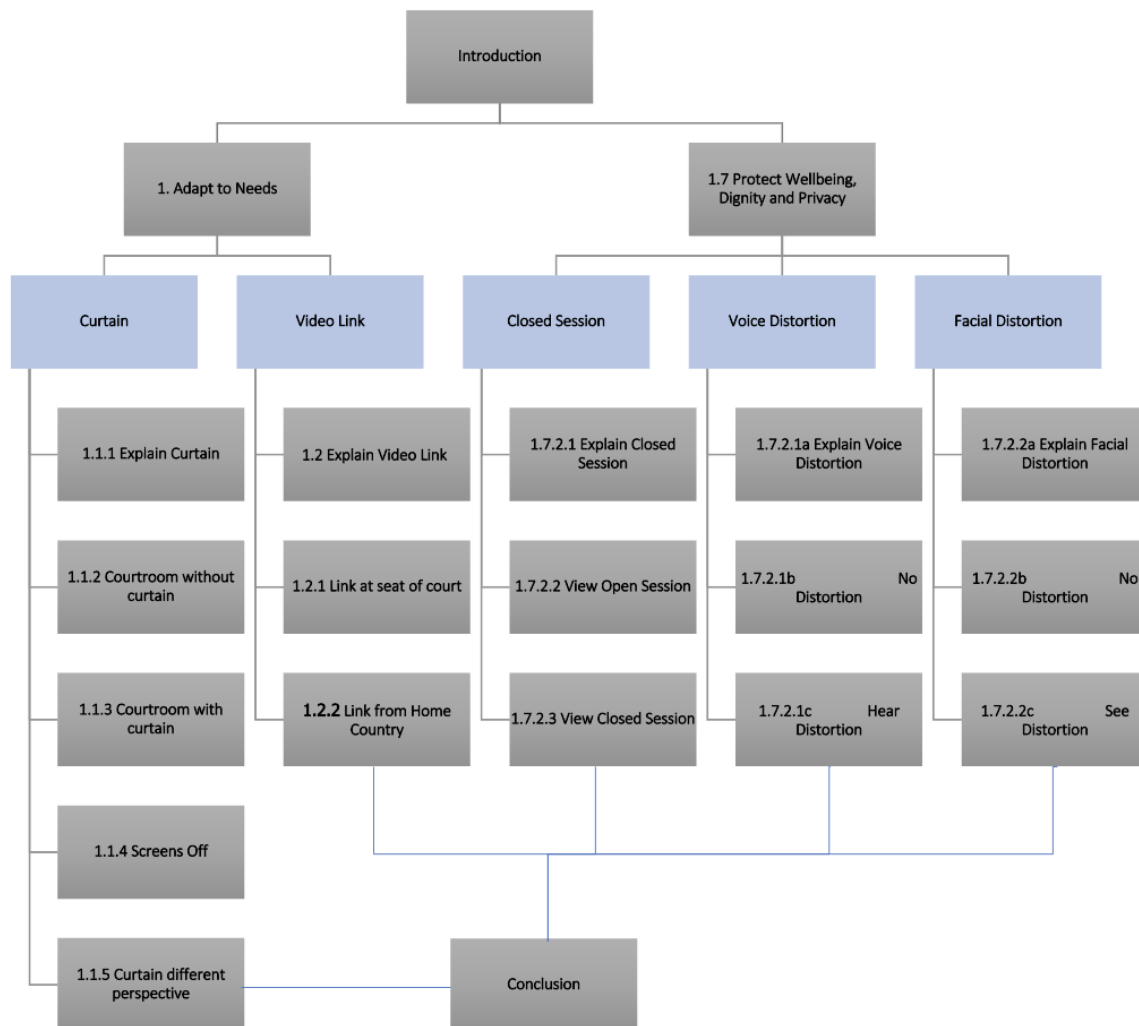 Introduction
1. Adapt to Needs
1.7 Protect Wellbeing,
Dignity and Privacy
Curtain
Video Link
Closed Session
Voice Distortion
Facial Distortion
1.1.1 Explain Curtain
1.2 Explain Video Link
1.7.2.1 Explain Closed
Session
1.7.2.1a Explain Voice
Distortion
1.7.2.2a Explain Facial
Distortion
1.1.2 Courtroom without
curtain
1.2.1 Link at seat of court
1.7.2.2 View Open Session
1.7.2.1b No
Distortion
1.7.2.2b No
Distortion
1.1.3 Courtroom with
curtain
1.2.2 Link from Home
Country
1.7.2.3 View Closed Session
1.7.2.1c Hear
Distortion
1.7.2.2c See
Distortion
1.1.4 Screens Off
1.1.5 Curtain different
perspective
Conclusion